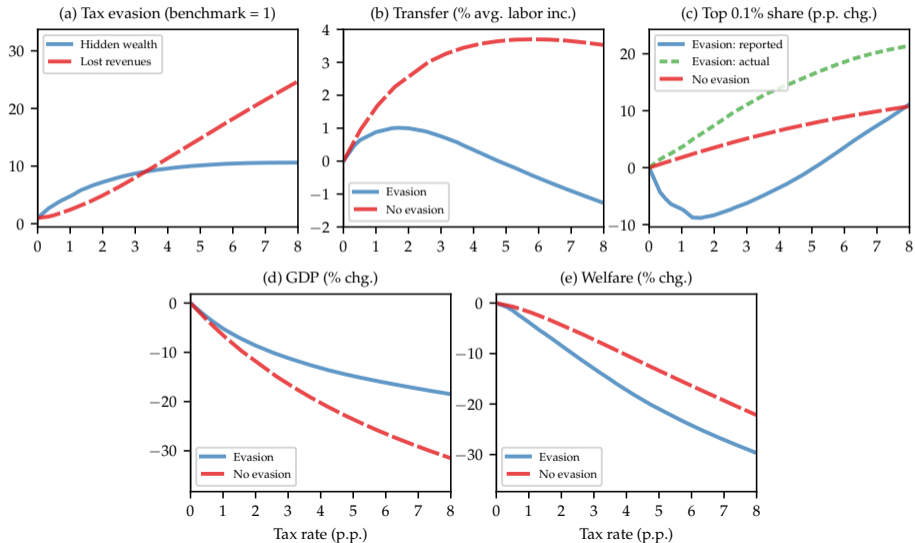 (a) Tax evasion (benchmark = 1)
Hidden wealth
Lost revenues
30
20
10
0
0 1 2 3 4 5 6 7 8
(b) Transfer (% avg. labor inc.)
4
3
2
1
0
−1
−2
Evasion
No evasion
0 1 2 3 4 5 6 7 8
(c) Top 0.1% share (p.p. chg.)
Evasion: reported
Evasion: actual
No evasion
20
10
0
−10
0 1 2 3 4 5 6 7 8
(d) GDP (% chg.)
0
−10
−20
−30
Evasion
No evasion
0 1 2 3 4 5 6 7 8
Tax rate (p.p.)
(e) Welfare (% chg.)
0
−10
−20
−30
Evasion
No evasion
0 1 2 3 4 5 6 7 8
Tax rate (p.p.)